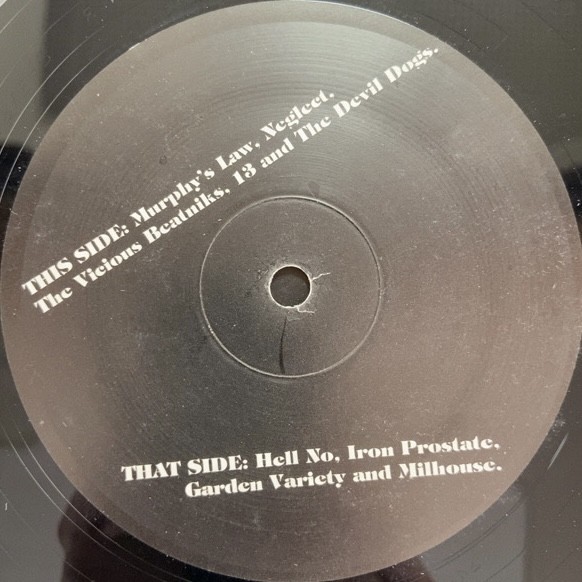 THIS SIDE: Murphy's Law, Neglect,
The Vicious Beatniks, 13 and The Devil Dogs.
THAT SIDE: Hell No, Iron Prostate,
Garden Variety and Milhouse.